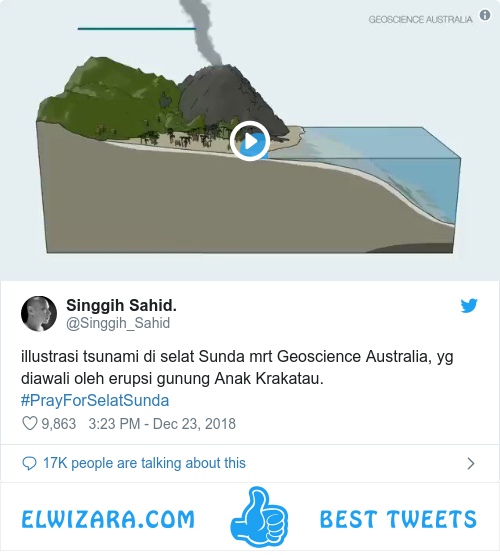 GEOSCIENCE AUSTRALIA
Singgih Sahid.
@Singgih_Sahid
illustrasi tsunami di selat Sunda mrt Geoscience Australia, yg
diawali oleh erupsi gunung Anak Krakatau.
#PrayForSelatSunda
9,863 3:23 PM - Dec 23, 2018
17K people are talking about this
ELWIZARA.COM BEST TWEETS